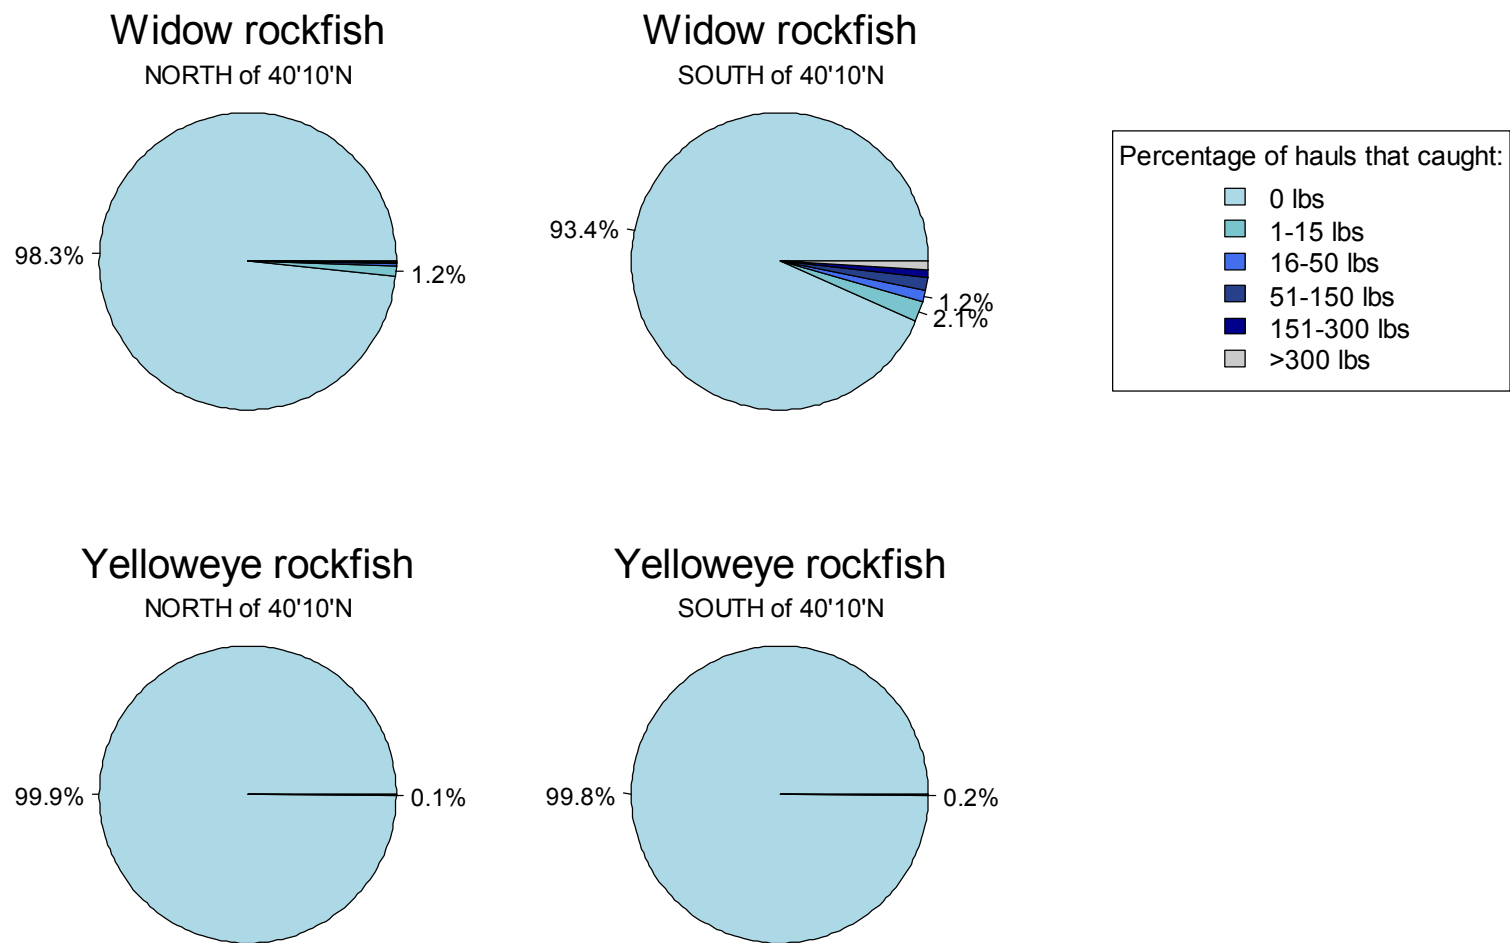 Widow rockfish
NORTH of 40'10'N
98.3%
1.2%
Widow rockfish
SOUTH of 40'10'N
93.4%
1.2%
2.1%
Percentage of hauls that caught:
0 lbs
1-15 lbs
16-50 lbs
51-150 lbs
151-300 lbs
>300 lbs
Yelloweye rockfish
NORTH of 40'10'N
99.9%
0.1%
Yelloweye rockfish
SOUTH of 40'10'N
99.8%
0.2%